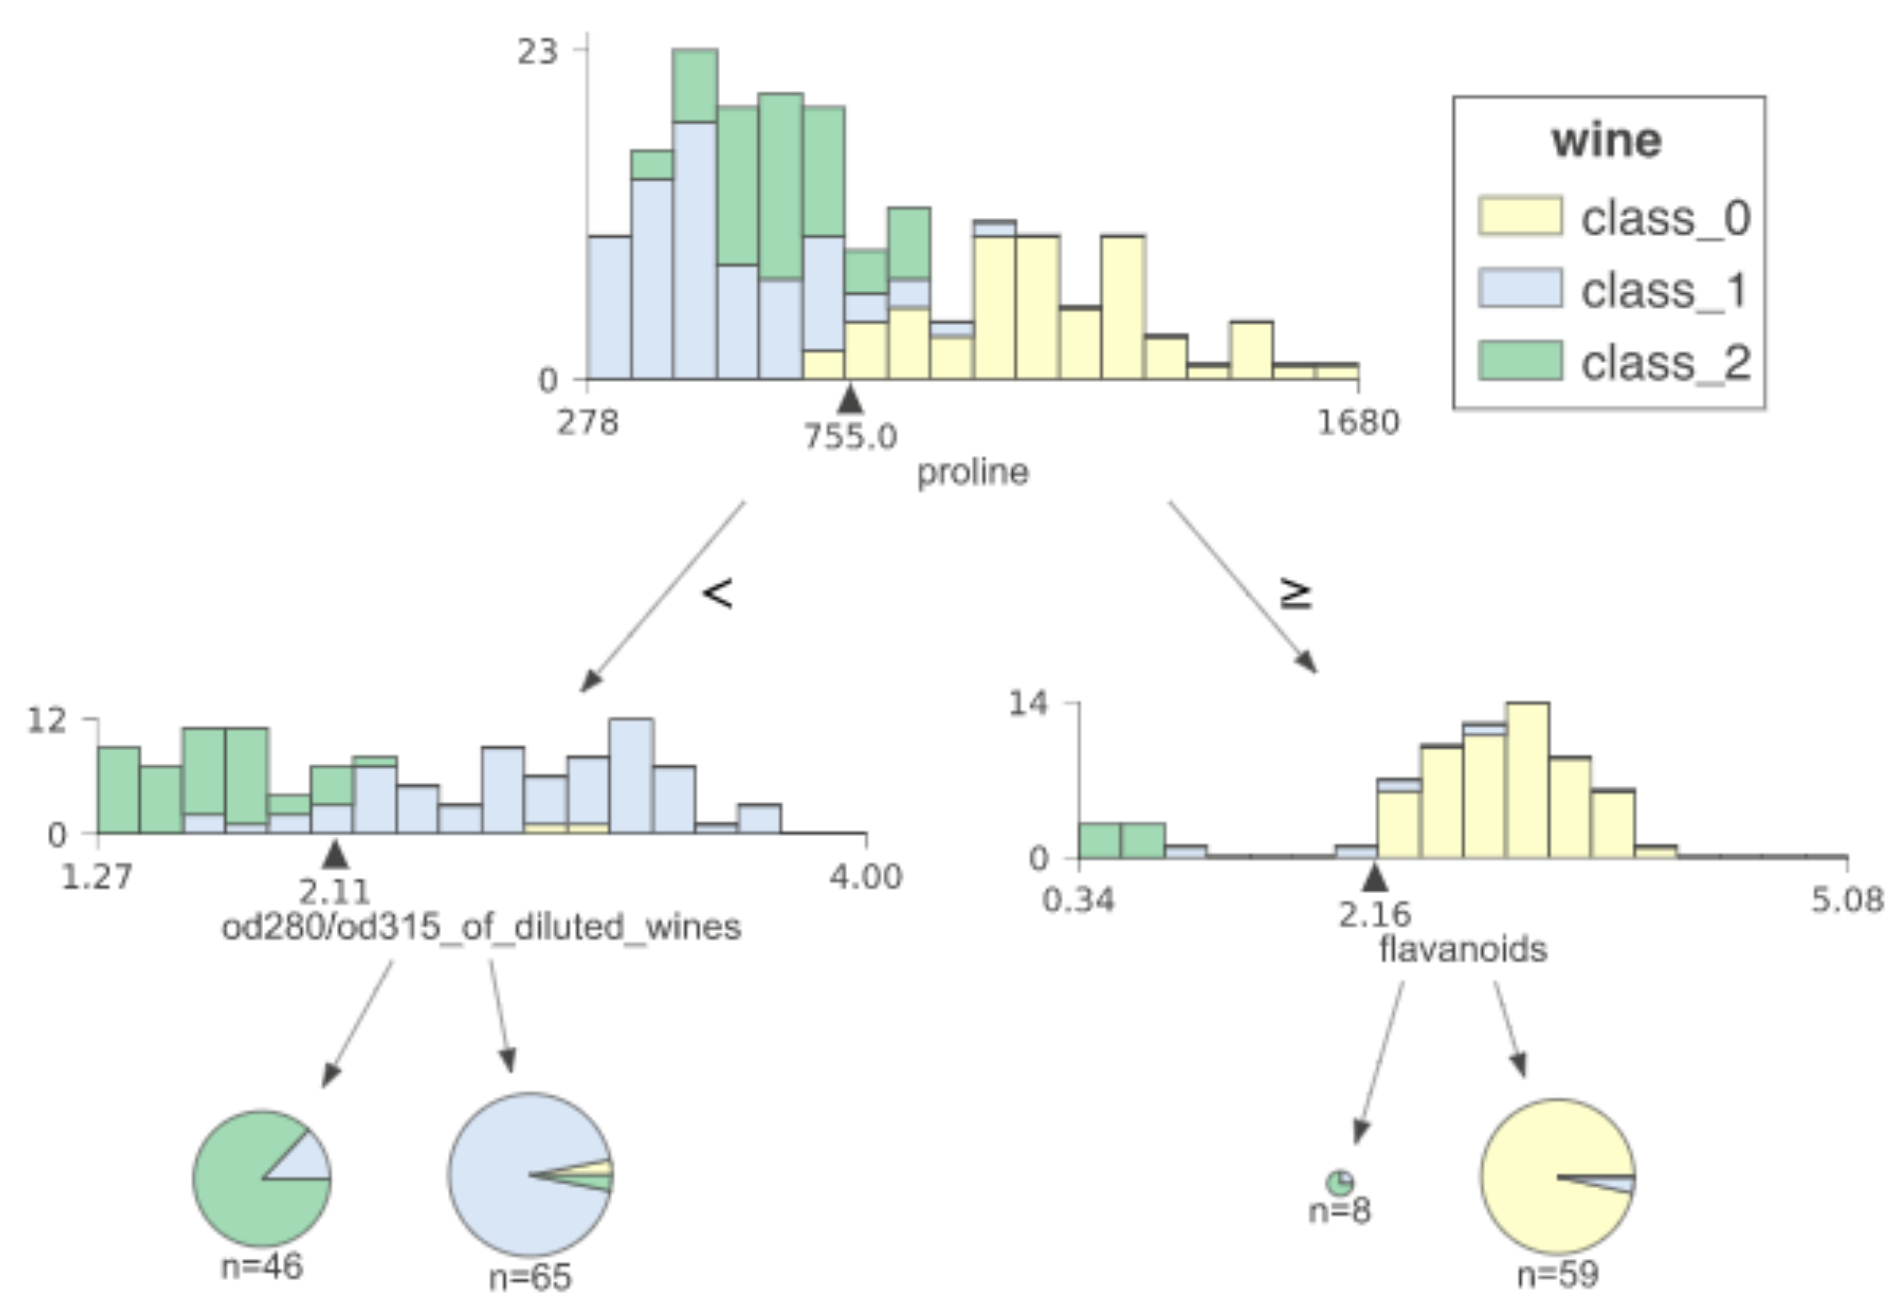 23
0
278
755.0
1680
proline
wine
class_0
class_1
class_2
<
≥
12
0
1.27
2.11
4.00
od280/od315_of_diluted_wines
14
0
0.34
2.16
5.08
flavanoids
n=46
n=65
n=8
n=59